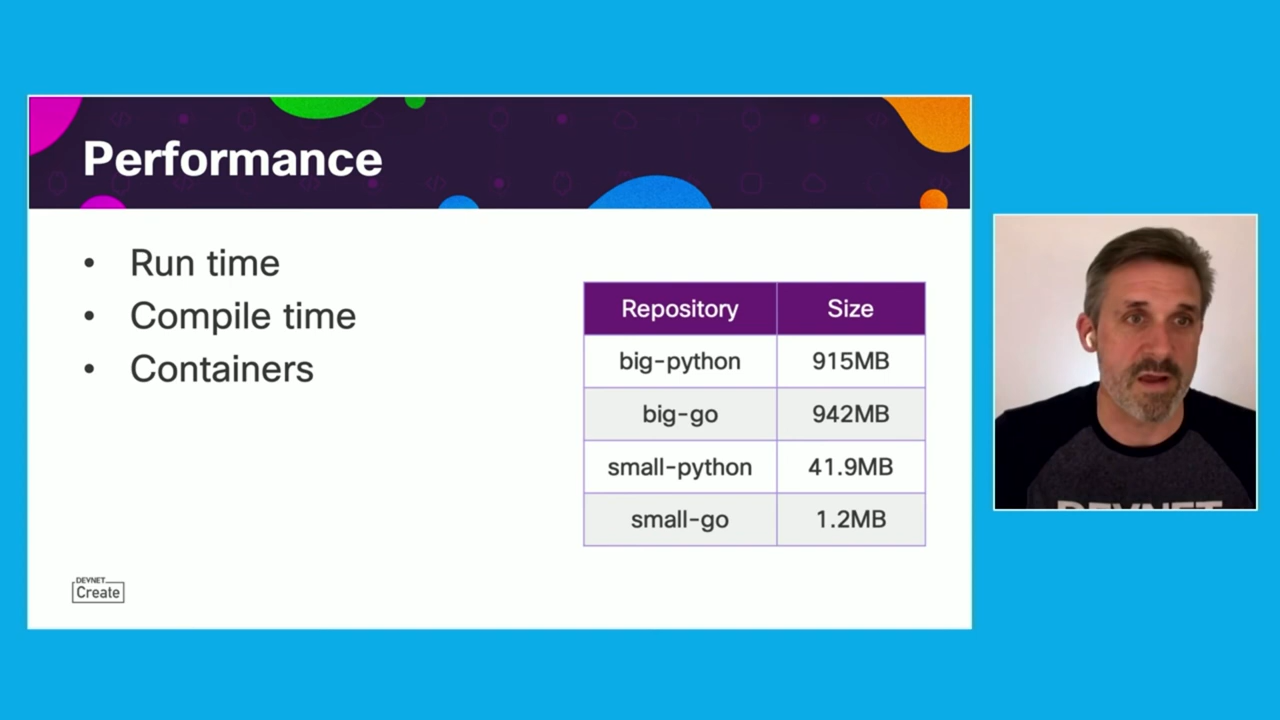 Performance
• Run time
• Compile time
• Containers
Repository Size
big-python 915MB
big-go 942MB
small-python 41.9MB
small-go 1.2MB
DEVNET
Create
DEVNET